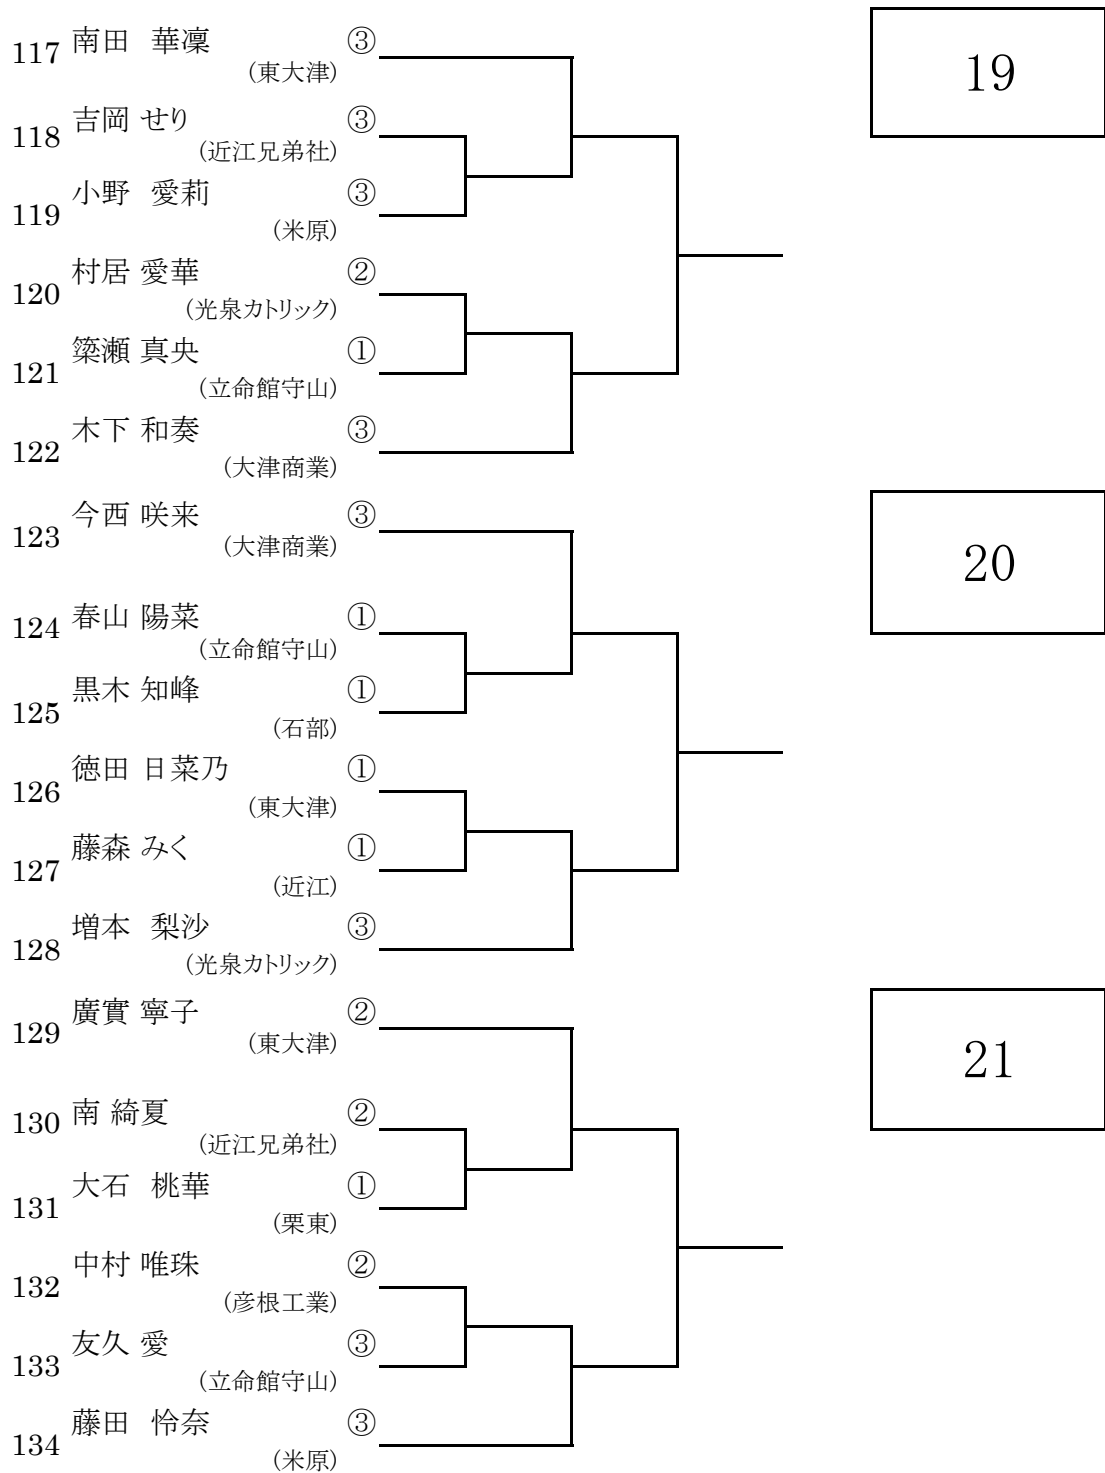 117 南田 華凜 ③
(東大津)
19
118 吉岡 せり ③
(近江兄弟社)
119 小野 愛莉 ③
(米原)
120 村居 愛華 ②
(光泉カトリック)
121 簗瀬 真央 ①
(立命館守山)
122 木下 和奏 ③
(大津商業)
123 今西 咲来 ③
(大津商業)
20
124 春山 陽菜 ①
(立命館守山)
125 黒木 知峰 ①
(石部)
126 徳田 日菜乃 ①
(東大津)
127 藤森 みく ①
(近江)
128 増本 梨沙 ③
(光泉カトリック)
129 廣實 寧子 ②
(東大津)
21
130 南 綺夏 ②
(近江兄弟社)
131 大石 桃華 ①
(栗東)
132 中村 唯珠 ②
(彦根工業)
133 友久 愛 ③
(立命館守山)
134 藤田 怜奈 ③
(米原)